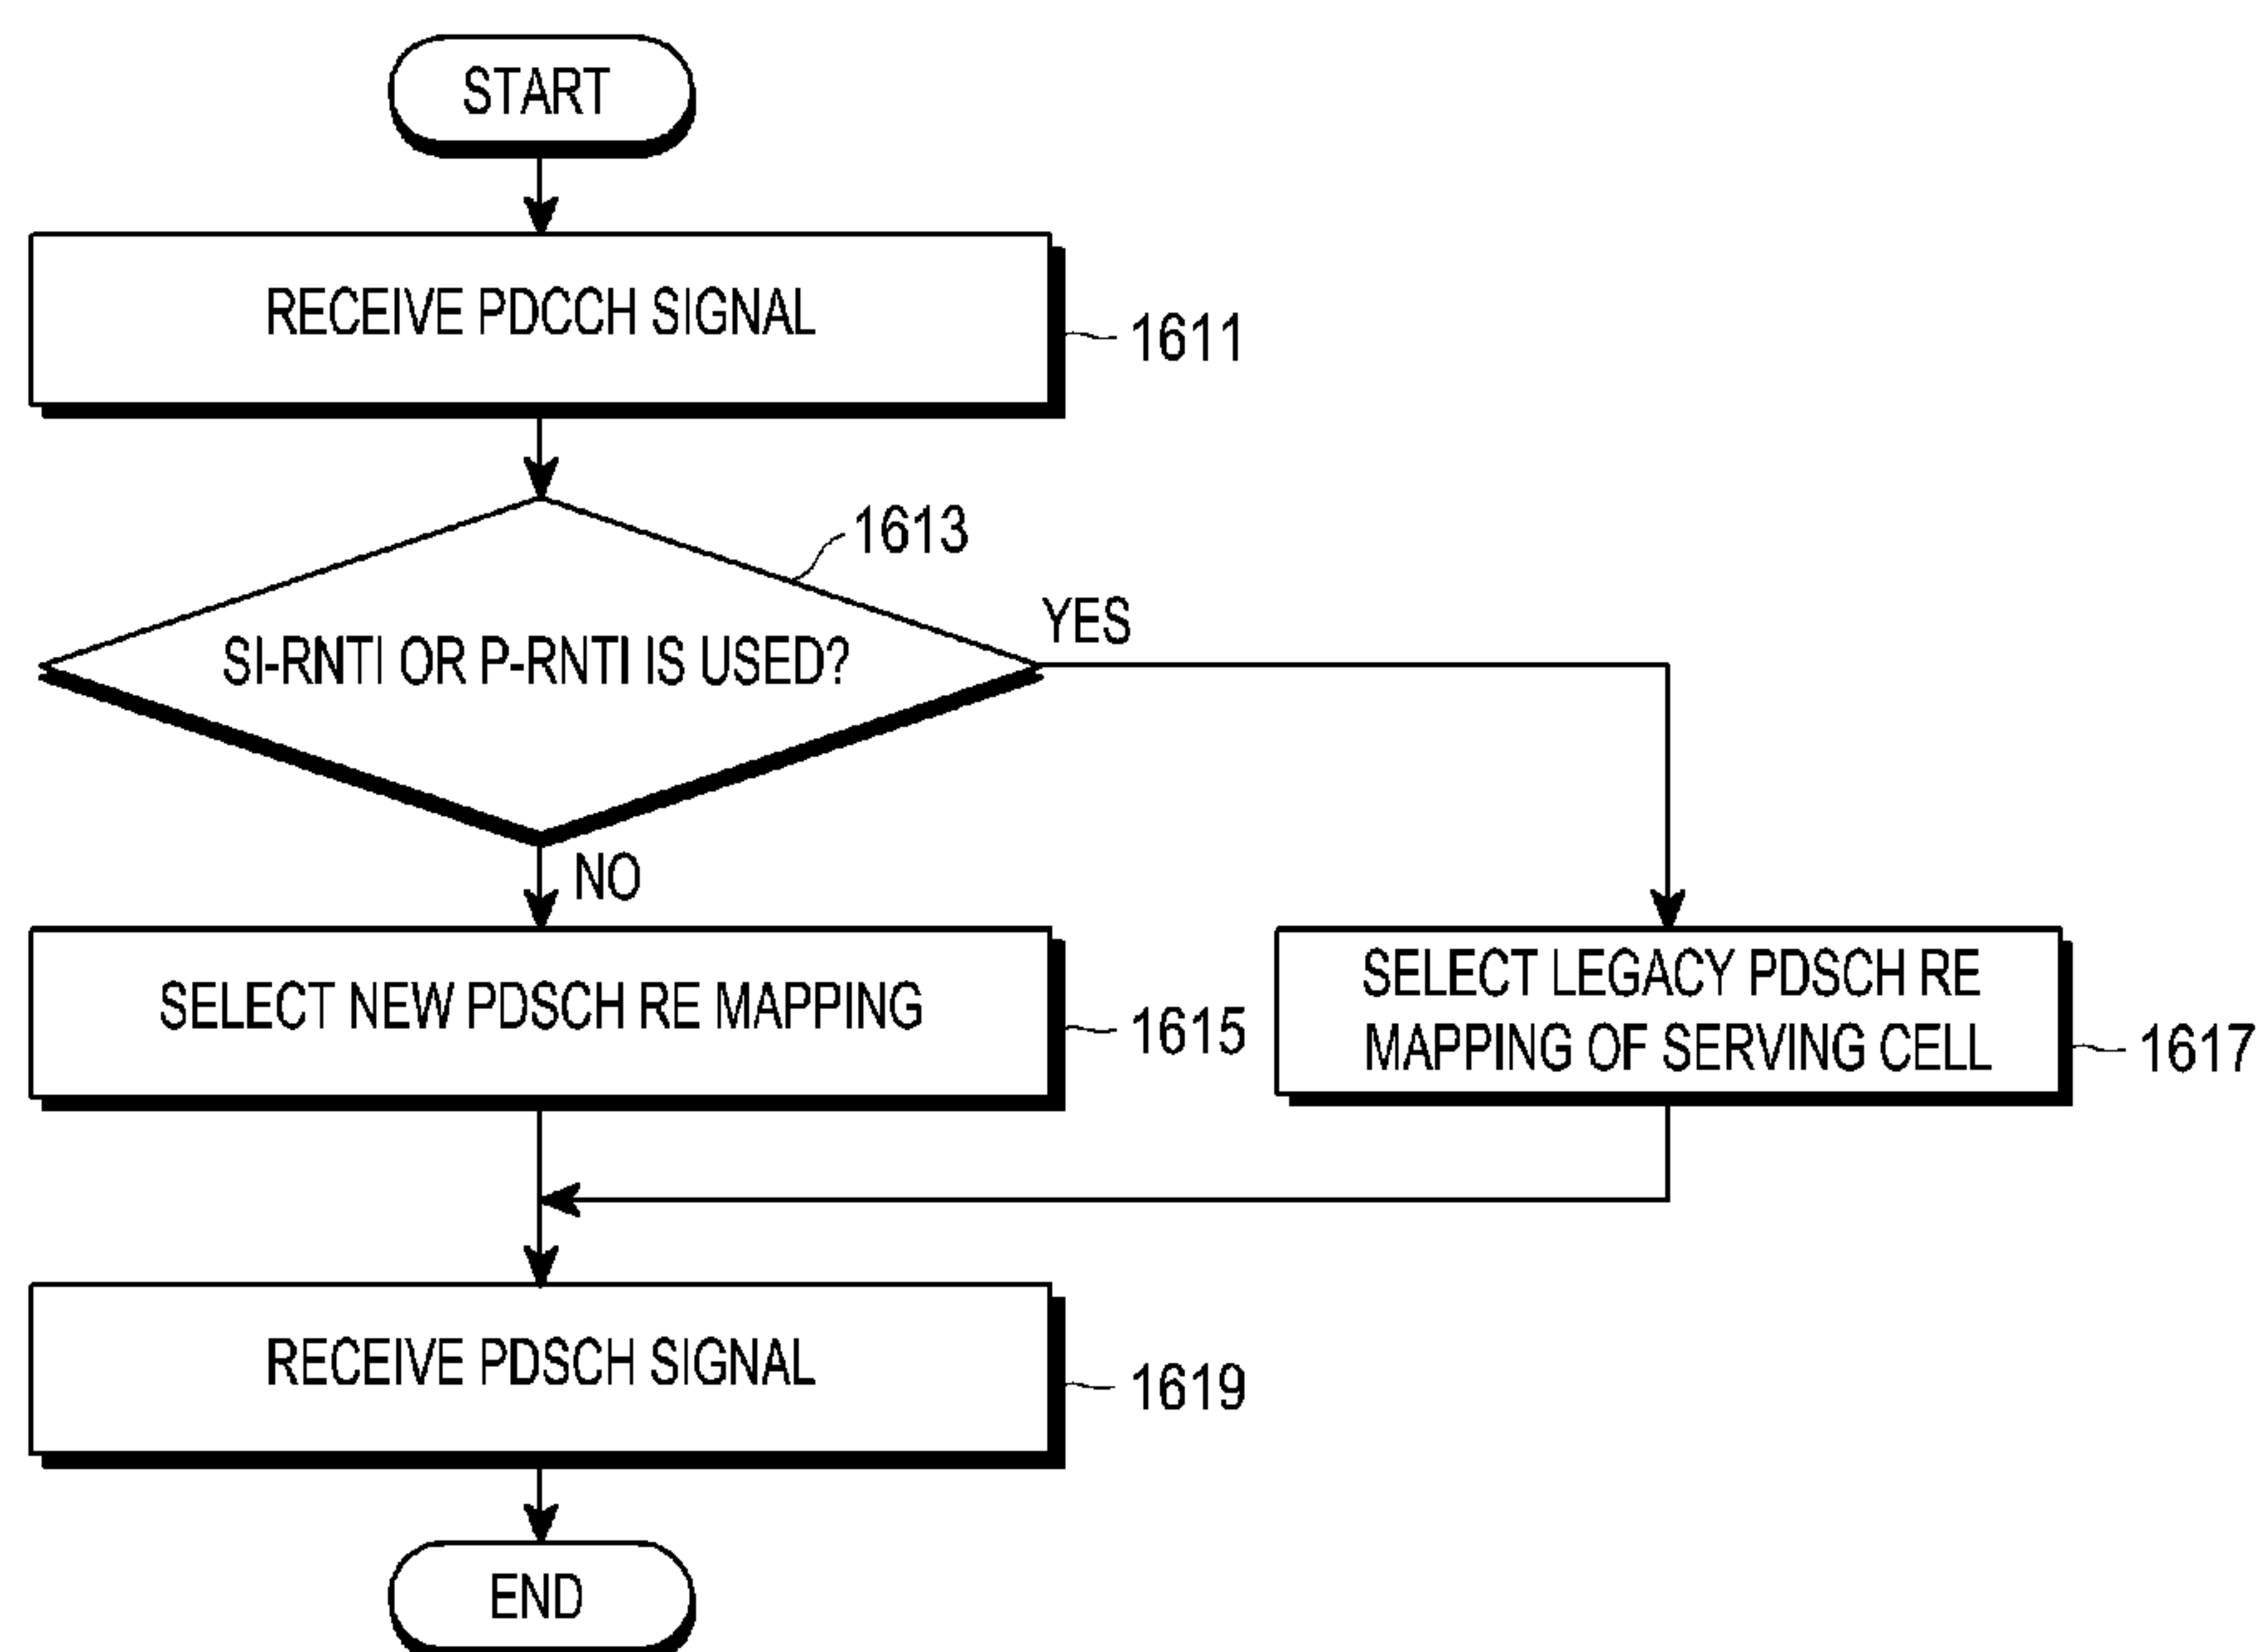 START
RECEIVE PDCCH SIGNAL
1611
1613
SI-RNTI OR P-RNTI IS USED?
YES
NO
SELECT NEW PDSCH RE MAPPING
1615
SELECT LEGACY PDSCH RE
MAPPING OF SERVING CELL
1617
RECEIVE PDSCH SIGNAL
1619
END